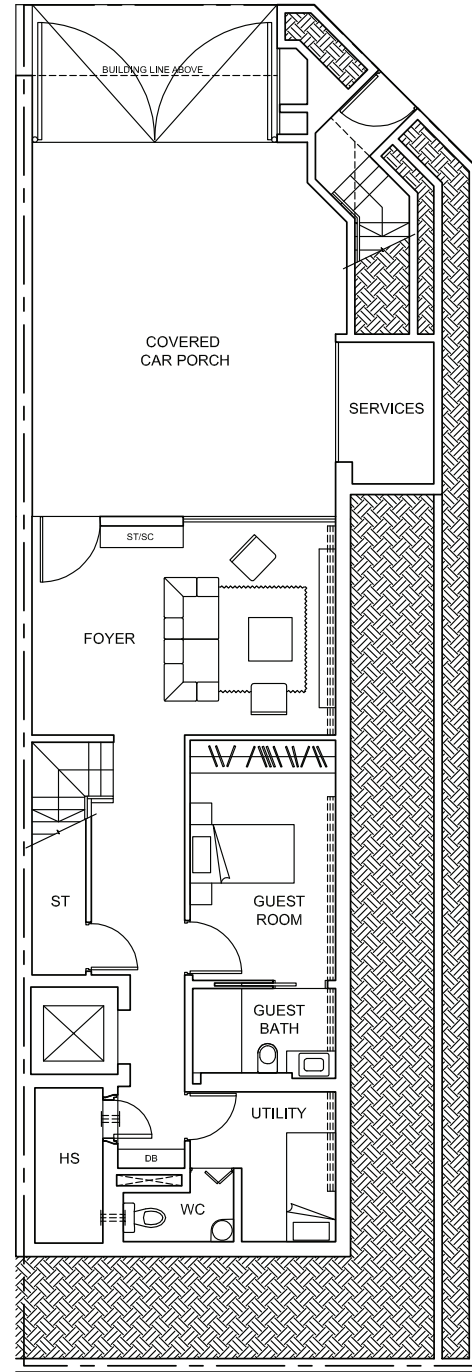 BUILDING LINE ABOVE
COVERED
CAR PORCH
SERVICES
ST/SC
FOYER
ST
GUEST
ROOM
GUEST
BATH
UTILITY
HS
DB
WC